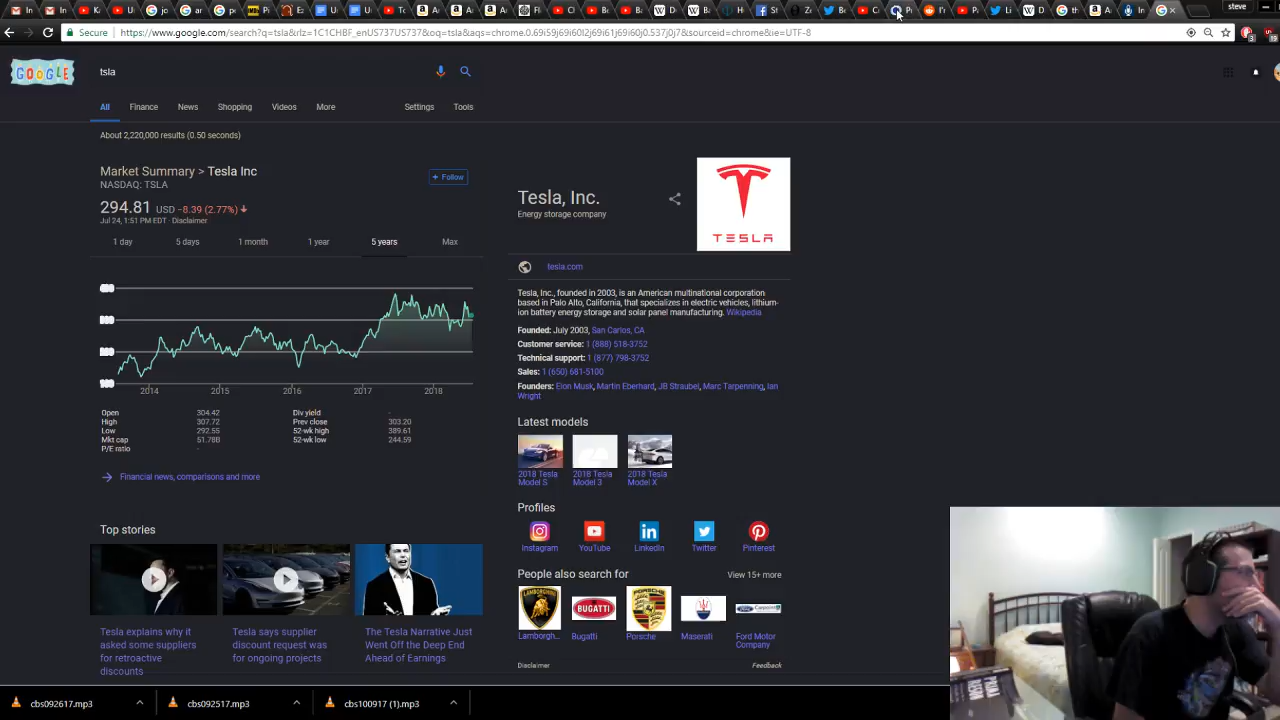 steve
Secure https://www.google.com/search?q=tsla&rlz=1C1CHBF_enUS737US737&oq=tsla&aqs=chrome.0.69i59j69i60l2j69i61j69i60j0.537j0j7&sourceid=chrome&ie=UTF-8
GOOGLE
tsla
All Finance News Shopping Videos More Settings Tools
About 2,220,000 results (0.50 seconds)
Market Summary > Tesla Inc
NASDAQ: TSLA
+ Follow
294.81 USD −8.39 (2.77%)
Jul 24, 1:51 PM EDT · Disclaimer
1 day 5 days 1 month 1 year 5 years Max
2014 2015 2016 2017 2018
Open 304.42 Div yield -
High 307.72 Prev close 303.20
Low 292.55 52-wk high 389.61
Mkt cap 51.78B 52-wk low 244.59
P/E ratio -
Financial news, comparisons and more
Top stories
Tesla explains why it
asked some suppliers
for retroactive
discounts
Tesla says supplier
discount request was
for ongoing projects
The Tesla Narrative Just
Went Off the Deep End
Ahead of Earnings
Tesla, Inc.
Energy storage company
TESLA
tesla.com
Tesla, Inc., founded in 2003, is an American multinational corporation
based in Palo Alto, California, that specializes in electric vehicles, lithium-
ion battery energy storage and solar panel manufacturing. Wikipedia
Founded: July 2003, San Carlos, CA
Customer service: 1 (888) 518-3752
Technical support: 1 (877) 798-3752
Sales: 1 (650) 681-5100
Founders: Elon Musk, Martin Eberhard, JB Straubel, Marc Tarpenning, Ian
Wright
Latest models
2018 Tesla
Model S
2018 Tesla
Model 3
2018 Tesla
Model X
Profiles
Instagram YouTube LinkedIn Twitter Pinterest
People also search for View 15+ more
Lamborgh... Bugatti Porsche Maserati Ford Motor
Company
Disclaimer Feedback
cbs092617.mp3 cbs092517.mp3 cbs100917 (1).mp3